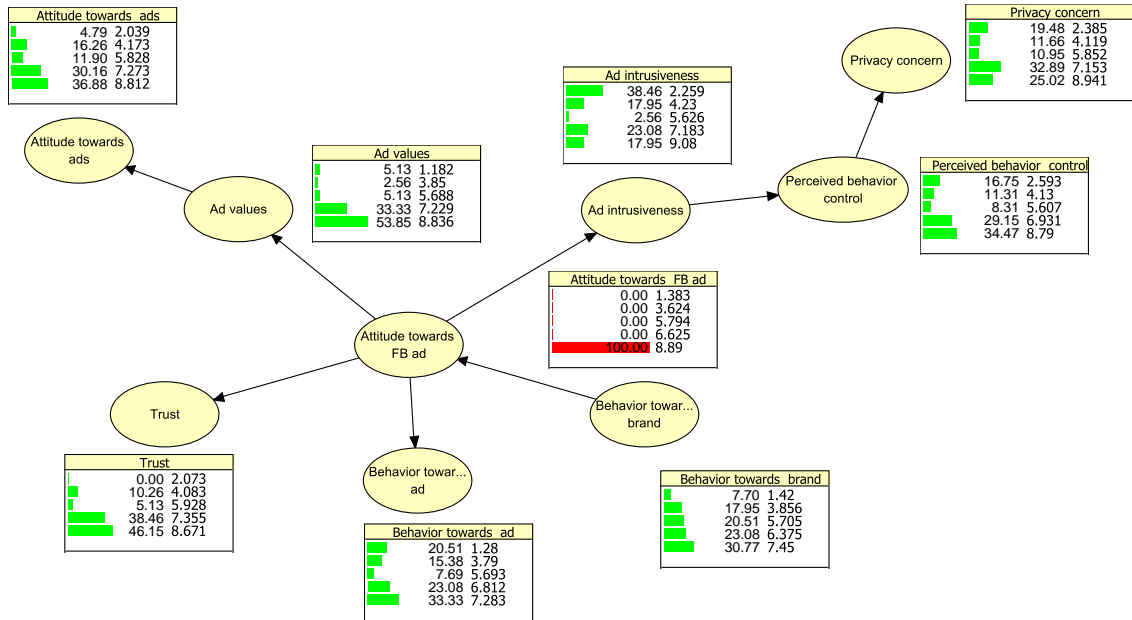 Attitude towards ads
4.79 2.039
16.26 4.173
11.90 5.828
30.16 7.273
36.88 8.812
Privacy concern
19.48 2.385
11.66 4.119
10.95 5.852
32.89 7.153
25.02 8.941
Privacy concern
Ad intrusiveness
38.46 2.259
17.95 4.23
2.56 5.626
23.08 7.183
17.95 9.08
Attitude towards
ads
Ad values
5.13 1.182
2.56 3.85
5.13 5.688
33.33 7.229
53.85 8.836
Perceived behavior control
16.75 2.593
11.31 4.13
8.31 5.607
29.15 6.931
34.47 8.79
Perceived behavior
control
Ad values
Ad intrusiveness
Attitude towards FB ad
0.00 1.383
0.00 3.624
0.00 5.794
0.00 6.625
100.00 8.89
Attitude towards
FB ad
Trust
Behavior towar...
brand
Trust
0.00 2.073
10.26 4.083
5.13 5.928
38.46 7.355
46.15 8.671
Behavior towar...
ad
Behavior towards brand
7.70 1.42
17.95 3.856
20.51 5.705
23.08 6.375
30.77 7.45
Behavior towards ad
20.51 1.28
15.38 3.79
7.69 5.693
23.08 6.812
33.33 7.283